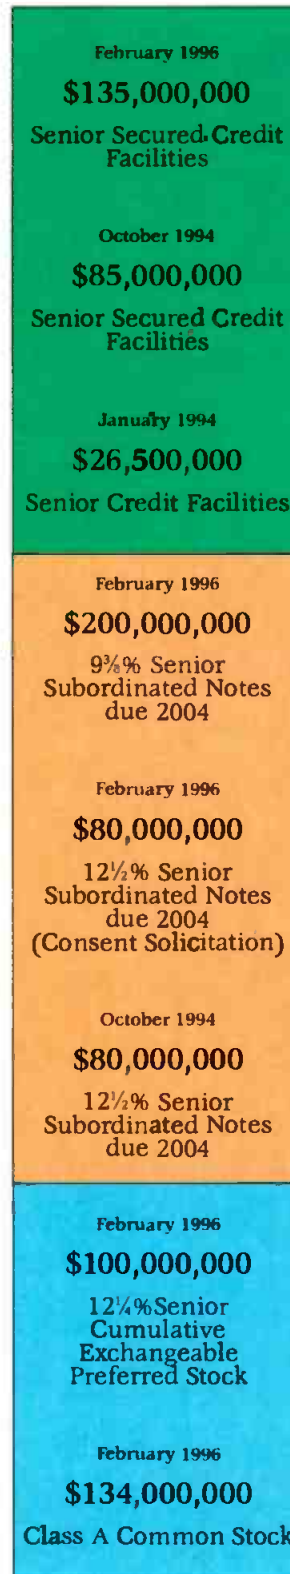 February 1996
$135,000,000
Senior Secured Credit
Facilities
October 1994
$85,000,000
Senior Secured Credit
Facilities
January 1994
$26,500,000
Senior Credit Facilities
February 1996
$200,000,000
9⅜% Senior
Subordinated Notes
due 2004
February 1996
$80,000,000
12½% Senior
Subordinated Notes
due 2004
(Consent Solicitation)
October 1994
$80,000,000
12½% Senior
Subordinated Notes
due 2004
February 1996
$100,000,000
12¼%Senior
Cumulative
Exchangeable
Preferred Stock
February 1996
$134,000,000
Class A Common Stock